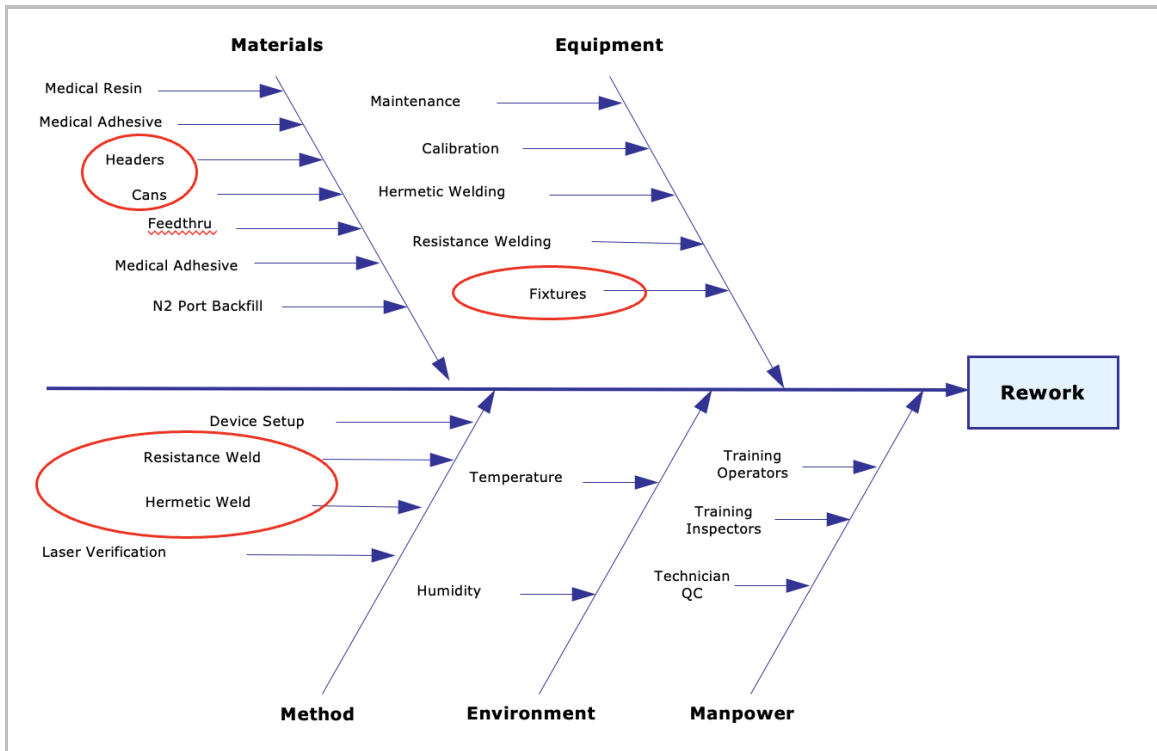 Materials
Equipment
Medical Resin
Medical Adhesive
Headers
Cans
Feedthru
Medical Adhesive
N2 Port Backfill
Maintenance
Calibration
Hermetic Welding
Resistance Welding
Fixtures
Rework
Device Setup
Resistance Weld
Hermetic Weld
Laser Verification
Temperature
Humidity
Training
Operators
Training
Inspectors
Technician
QC
Method
Environment
Manpower